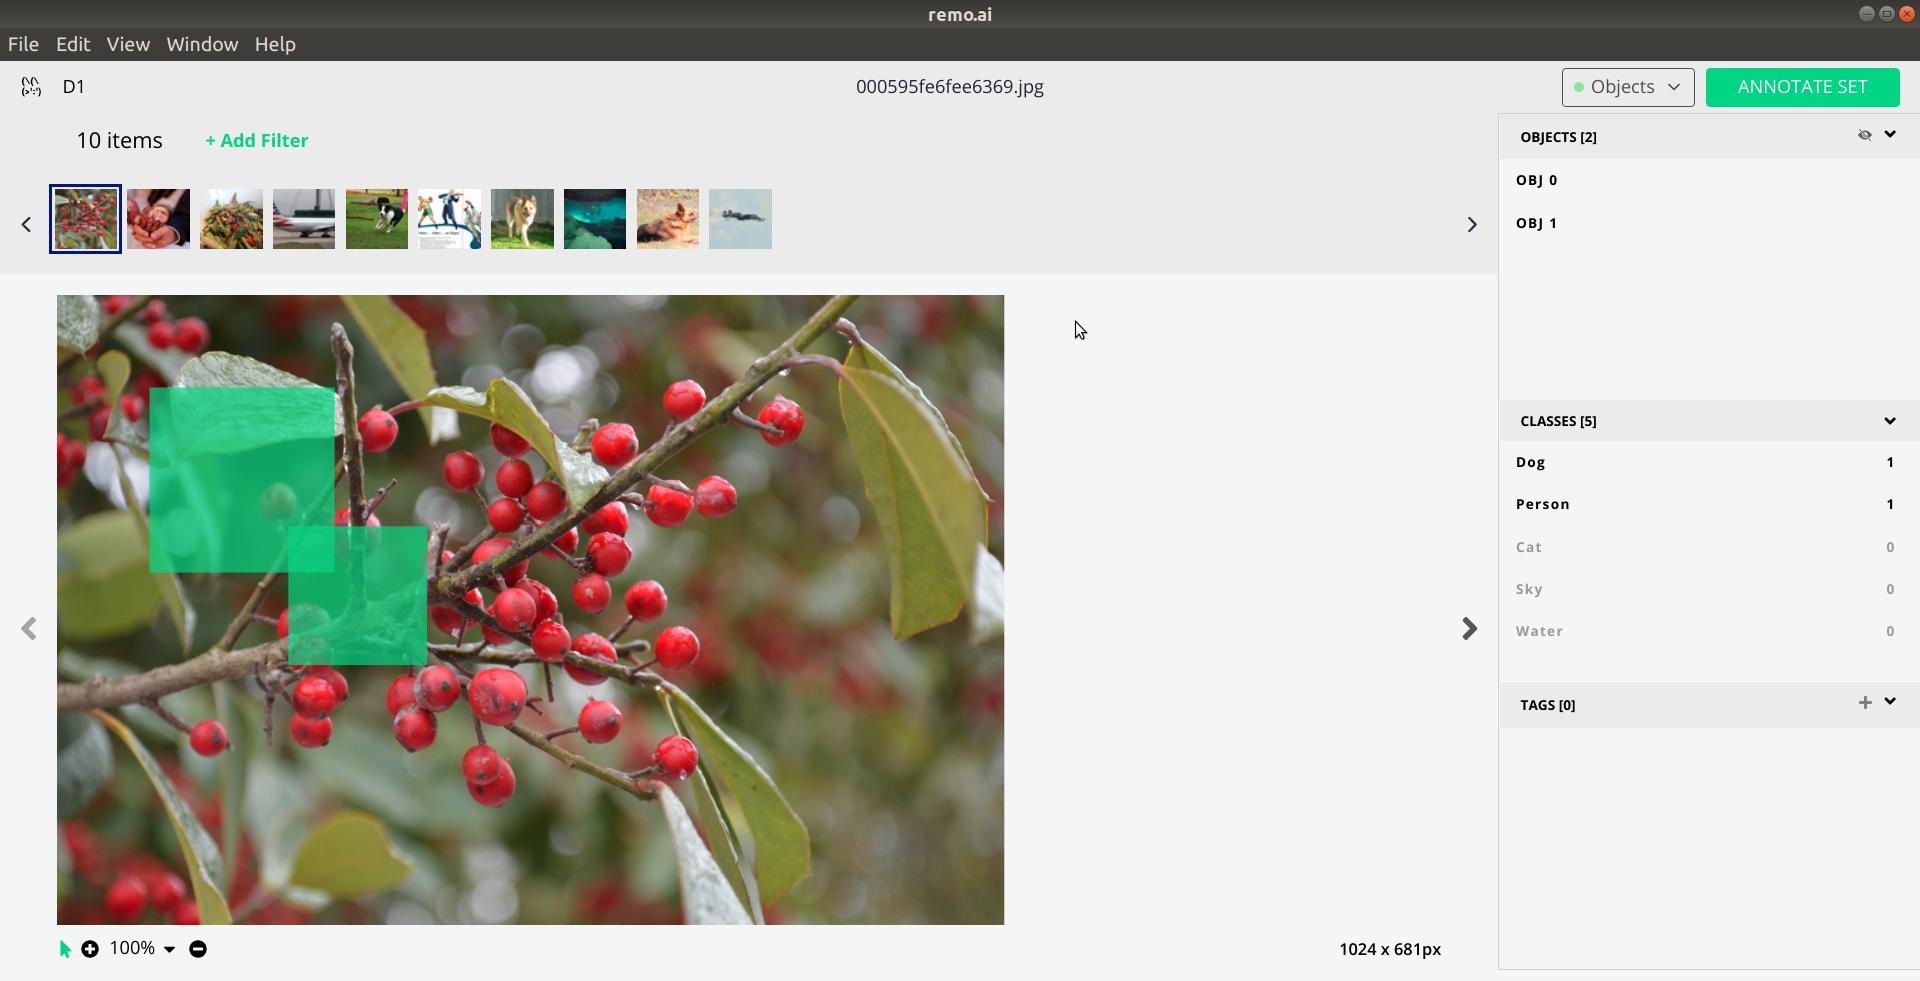 remo.ai
File Edit View Window Help
D1
000595fe6fee6369.jpg
Objects
ANNOTATE SET
10 items
+ Add Filter
OBJECTS [2]
OBJ 0
OBJ 1
CLASSES [5]
Dog 1
Person 1
Cat 0
Sky 0
Water 0
TAGS [0]
100%
1024 x 681px